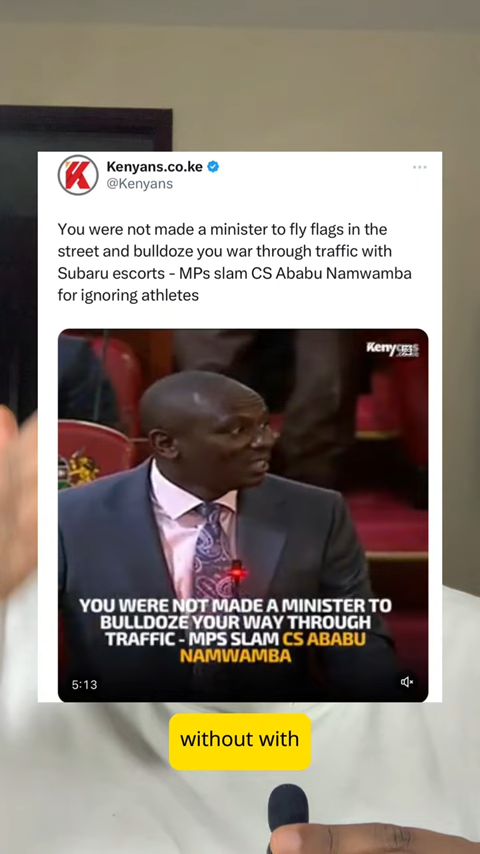 Kenyans.co.ke
@Kenyans
You were not made a minister to fly flags in the
street and bulldoze you war through traffic with
Subaru escorts - MPs slam CS Ababu Namwamba
for ignoring athletes
YOU WERE NOT MADE A MINISTER TO
BULLDOZE YOUR WAY THROUGH
TRAFFIC - MPS SLAM CS ABABU
NAMWAMBA
5:13
without with